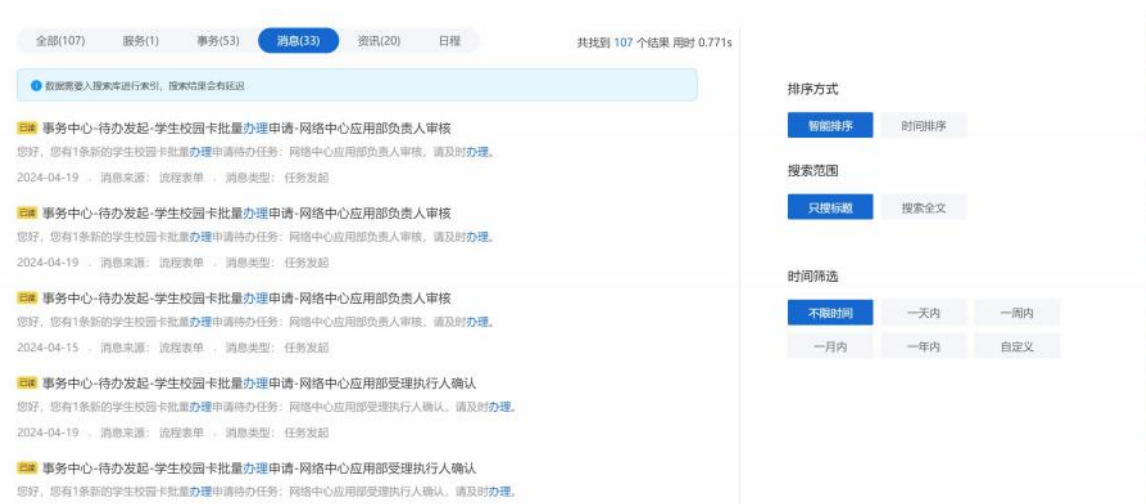 全部(107) 服务(1) 事务(53) 消息(33) 资讯(20) 日程 共找到 107 个结果 用时 0.771s
数据需要入搜索库进行索引，搜索结果会有延迟
已读 事务中心-待办发起-学生校园卡批量办理申请-网络中心应用部负责人审核
您好，您有1条新的学生校园卡批量办理申请待办任务：网络中心应用部负责人审核，请及时办理。
2024-04-19 . 消息来源： 流程表单 . 消息类型： 任务发起
已读 事务中心-待办发起-学生校园卡批量办理申请-网络中心应用部负责人审核
您好，您有1条新的学生校园卡批量办理申请待办任务：网络中心应用部负责人审核，请及时办理。
2024-04-19 . 消息来源： 流程表单 . 消息类型： 任务发起
已读 事务中心-待办发起-学生校园卡批量办理申请-网络中心应用部负责人审核
您好，您有1条新的学生校园卡批量办理申请待办任务：网络中心应用部负责人审核，请及时办理。
2024-04-15 . 消息来源： 流程表单 . 消息类型： 任务发起
已读 事务中心-待办发起-学生校园卡批量办理申请-网络中心应用部受理执行人确认
您好，您有1条新的学生校园卡批量办理申请待办任务：网络中心应用部受理执行人确认，请及时办理。
2024-04-19 . 消息来源： 流程表单 . 消息类型： 任务发起
已读 事务中心-待办发起-学生校园卡批量办理申请-网络中心应用部受理执行人确认
您好，您有1条新的学生校园卡批量办理申请待办任务：网络中心应用部受理执行人确认，请及时办理。
排序方式
智能排序 时间排序
搜索范围
只搜标题 搜索全文
时间筛选
不限时间 一天内 一周内
一月内 一年内 自定义